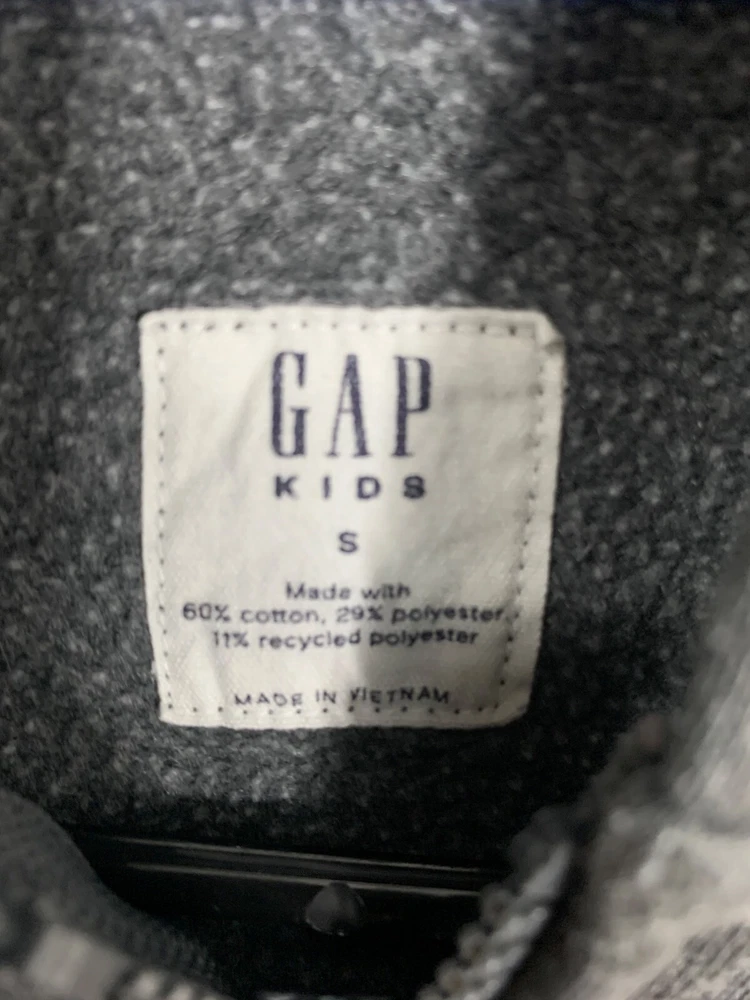 GAP
KIDS
S
Made with
60% cotton, 29% polyester,
11% recycled polyester
MADE IN VIETNAM